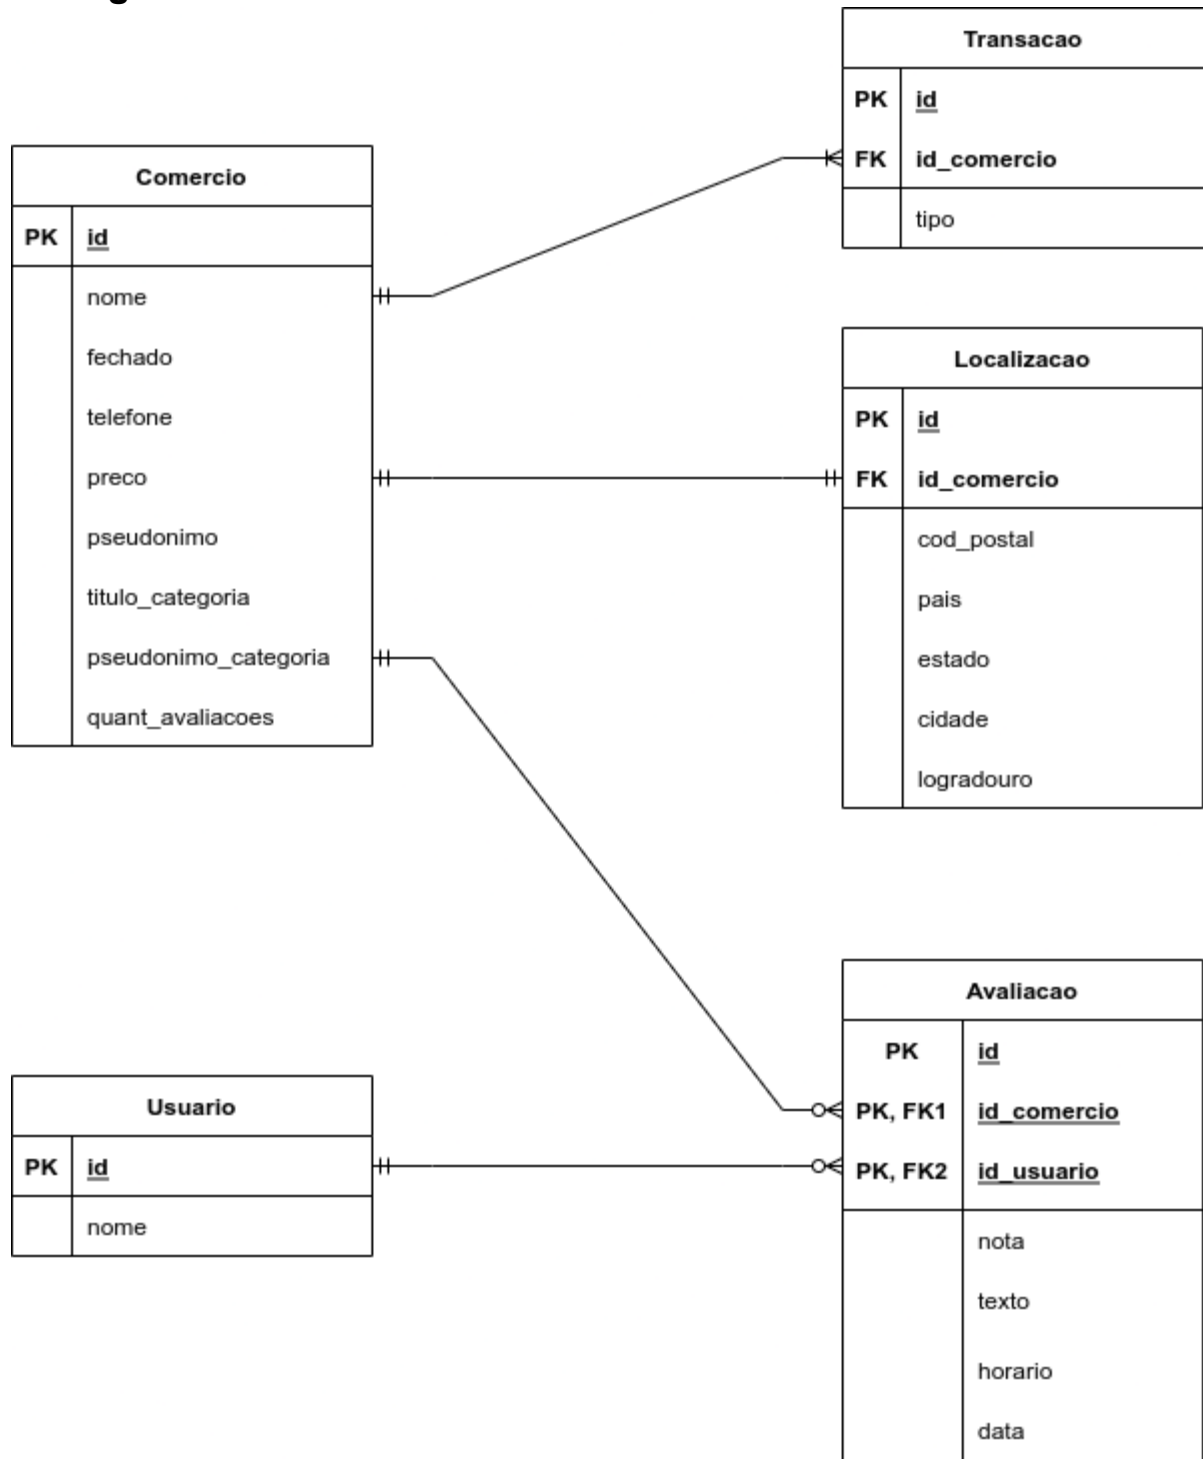 Transacao
PK id
FK id_comercio
tipo
Comercio
PK id
nome
fechado
telefone
preco
pseudonimo
titulo_categoria
pseudonimo_categoria
quant_avaliacoes
Localizacao
PK id
FK id_comercio
cod_postal
pais
estado
cidade
logradouro
Usuario
PK id
nome
Avaliacao
PK id
PK, FK1 id_comercio
PK, FK2 id_usuario
nota
texto
horario
data